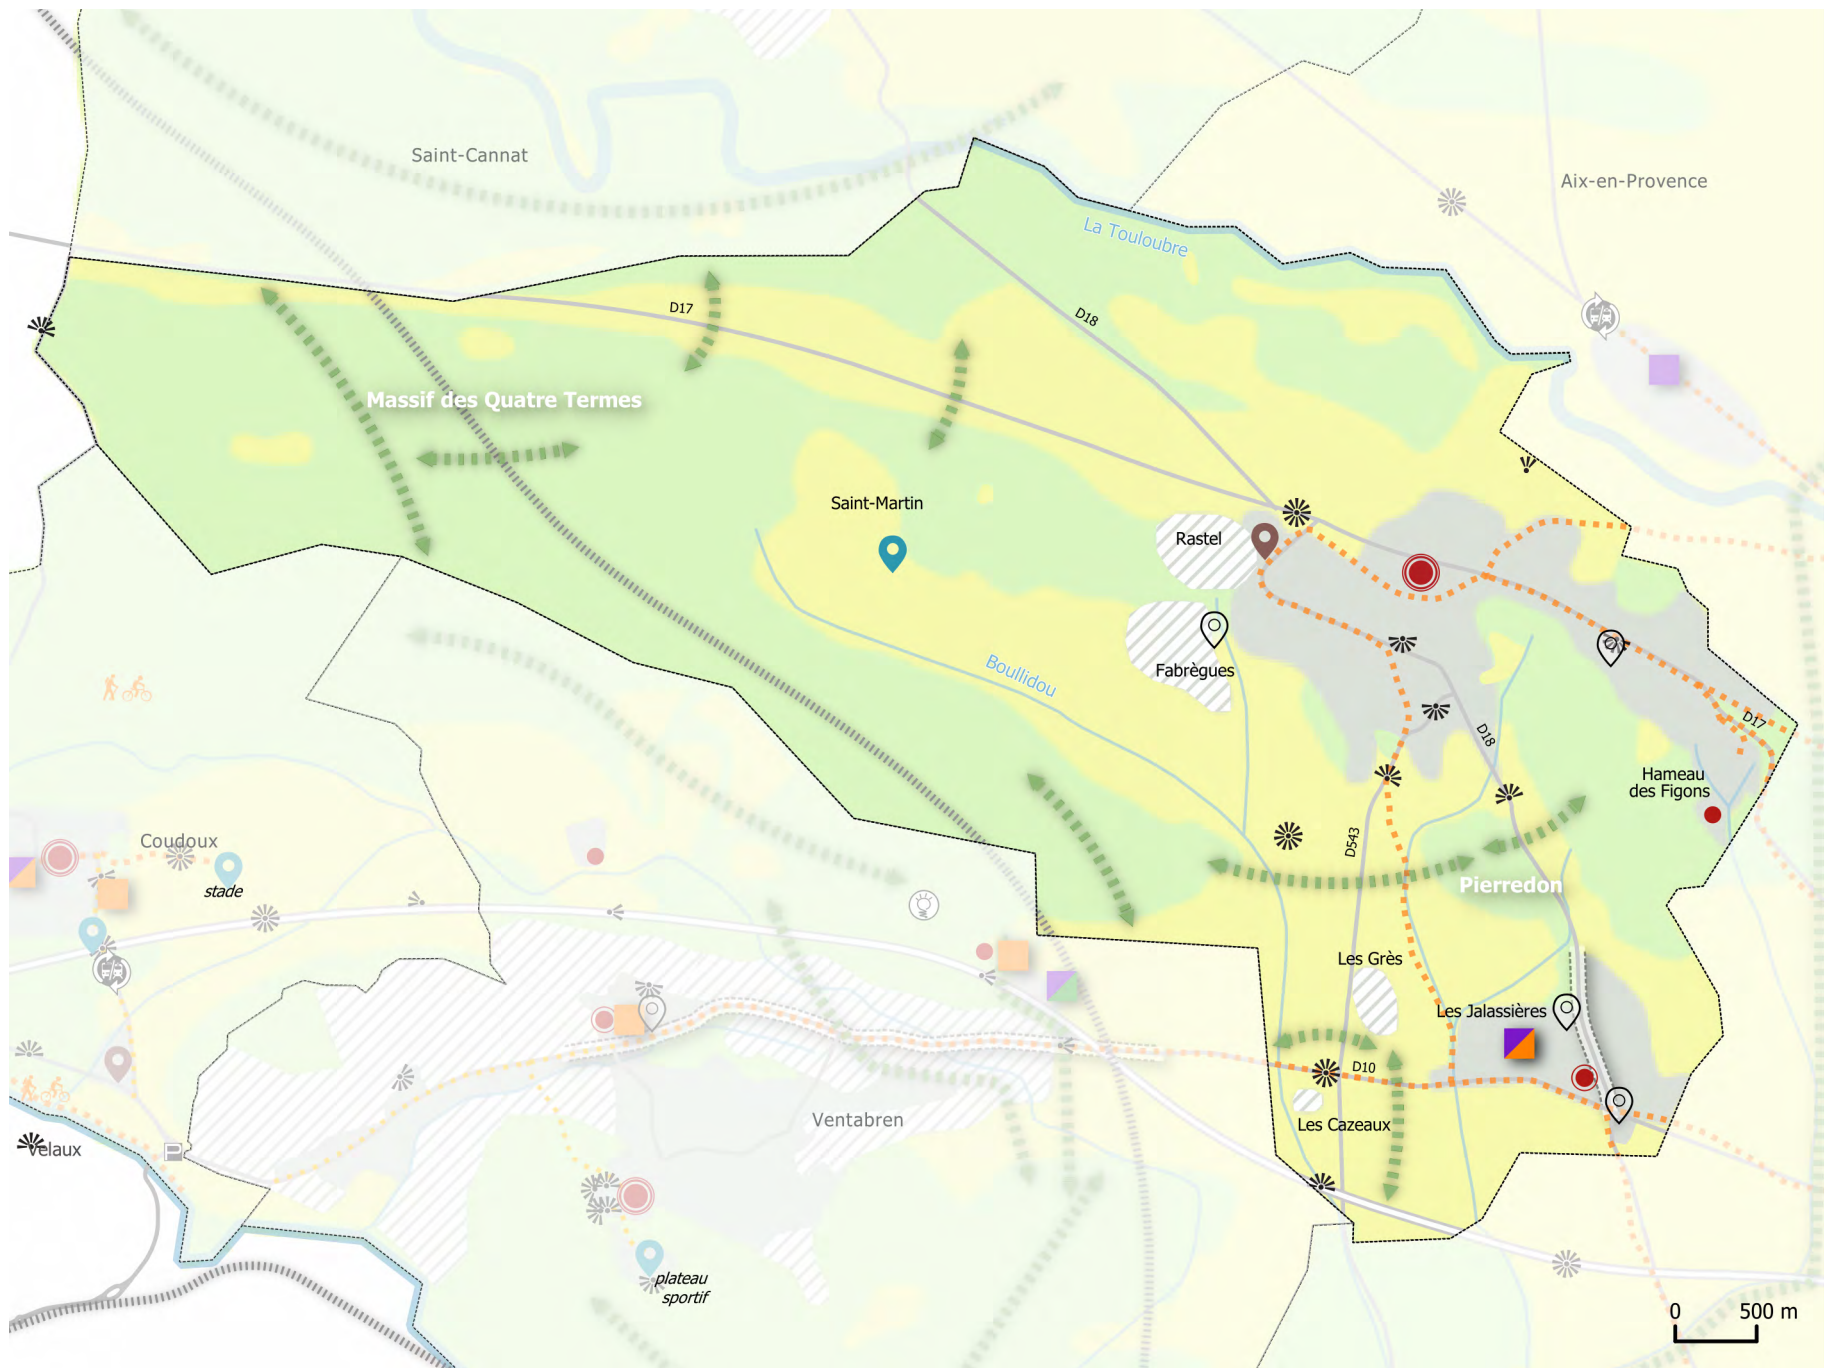 Saint-Cannat
Aix-en-Provence
La Touloubre
D17
D18
Massif des Quatre Termes
Saint-Martin
Rastel
Fabrègues
Boullidou
D18
D17
Hameau
des Figons
Coudoux
stade
D543
Pierredon
Les Grès
Les Jalassières
D10
Les Cazeaux
Ventabren
P
Velaux
plateau
sportif
0 500 m